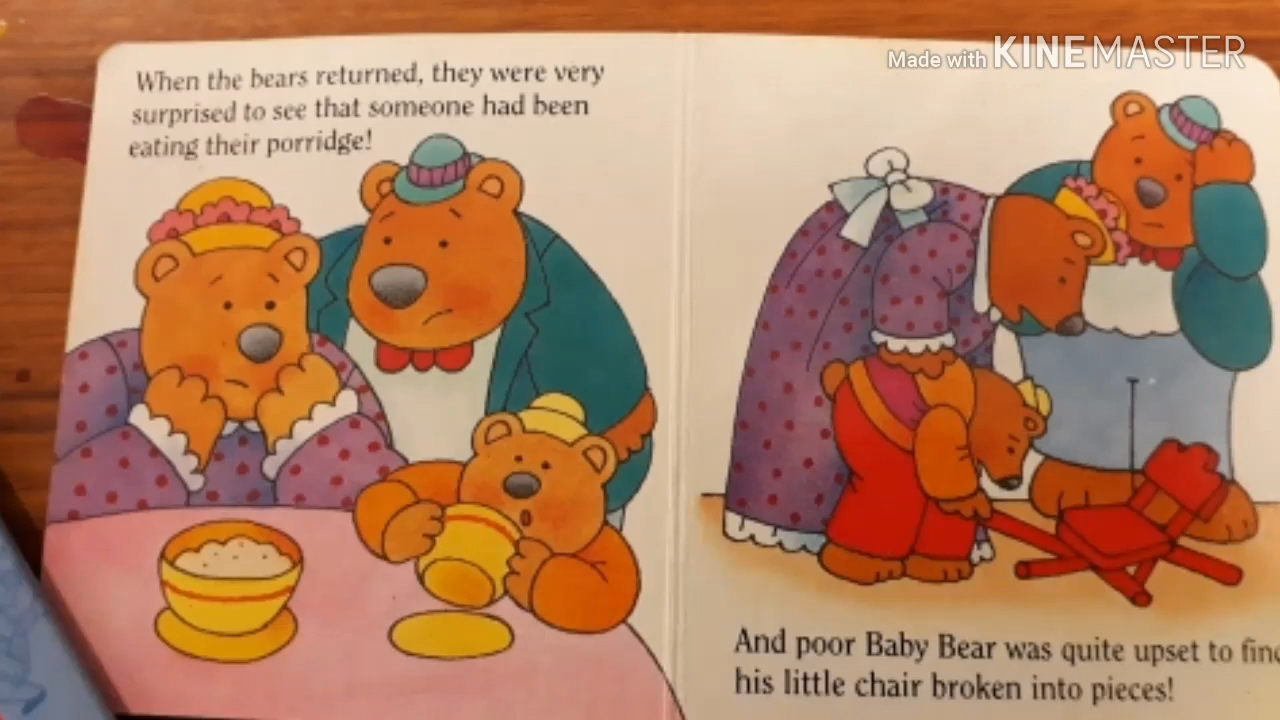 Made with KINEMASTER
When the bears returned, they were very
surprised to see that someone had been
eating their porridge!
And poor Baby Bear was quite upset to
his little chair broken into pieces!